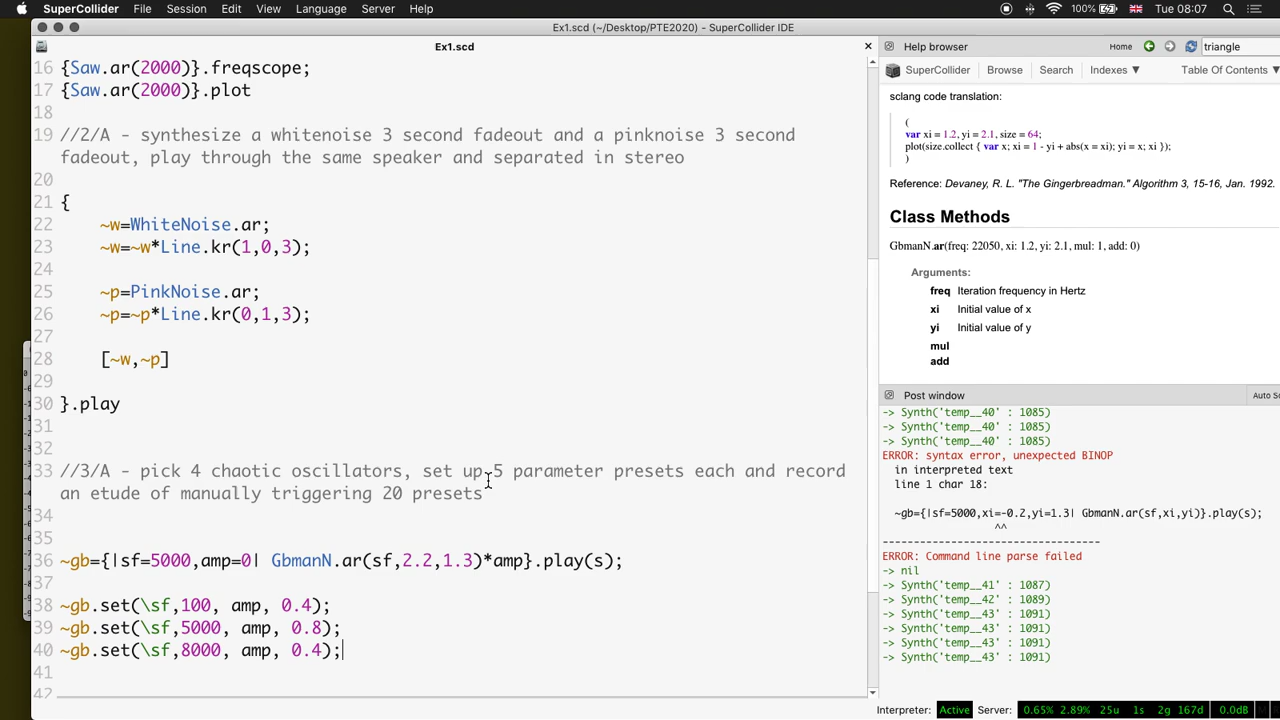 SuperCollider File Session Edit View Language Server Help 100% Tue 08:07
Ex1.scd (~/Desktop/PTE2020) - SuperCollider IDE
Ex1.scd
16 {Saw.ar(2000)}.freqscope;
17 {Saw.ar(2000)}.plot
18
19 //2/A - synthesize a whitenoise 3 second fadeout and a pinknoise 3 second
fadeout, play through the same speaker and separated in stereo
20
21 {
22 ~w=WhiteNoise.ar;
23 ~w=~w*Line.kr(1,0,3);
24
25 ~p=PinkNoise.ar;
26 ~p=~p*Line.kr(0,1,3);
27
28 [~w,~p]
29
30 }.play
31
32
33 //3/A - pick 4 chaotic oscillators, set up 5 parameter presets each and record
an etude of manually triggering 20 presets
34
35
36 ~gb={|sf=5000,amp=0| GbmanN.ar(sf,2.2,1.3)*amp}.play(s);
37
38 ~gb.set(\sf,100, amp, 0.4);
39 ~gb.set(\sf,5000, amp, 0.8);
40 ~gb.set(\sf,8000, amp, 0.4);
41
42
Help browser Home triangle
SuperCollider Browse Search Indexes ▼ Table Of Contents ▼
sclang code translation:
(
var xi = 1.2, yi = 2.1, size = 64;
plot(size.collect { var x; xi = 1 - yi + abs(x = xi); yi = x; xi });
)
Reference: Devaney, R. L. "The Gingerbreadman." Algorithm 3, 15-16, Jan. 1992.
Class Methods
GbmanN.ar(freq: 22050, xi: 1.2, yi: 2.1, mul: 1, add: 0)
Arguments:
freq Iteration frequency in Hertz
xi Initial value of x
yi Initial value of y
mul
add
Post window Auto Sc
-> Synth('temp__40' : 1085)
-> Synth('temp__40' : 1085)
-> Synth('temp__40' : 1085)
ERROR: syntax error, unexpected BINOP
in interpreted text
line 1 char 18:
~gb={|sf=5000,xi=-0.2,yi=1.3| GbmanN.ar(sf,xi,yi)}.play(s);
^^
-----------------------------------
ERROR: Command line parse failed
-> nil
-> Synth('temp__41' : 1087)
-> Synth('temp__42' : 1089)
-> Synth('temp__43' : 1091)
-> Synth('temp__43' : 1091)
-> Synth('temp__43' : 1091)
-> Synth('temp__43' : 1091)
Interpreter: Active Server: 0.65% 2.89% 25u 1s 2g 167d 0.0dB